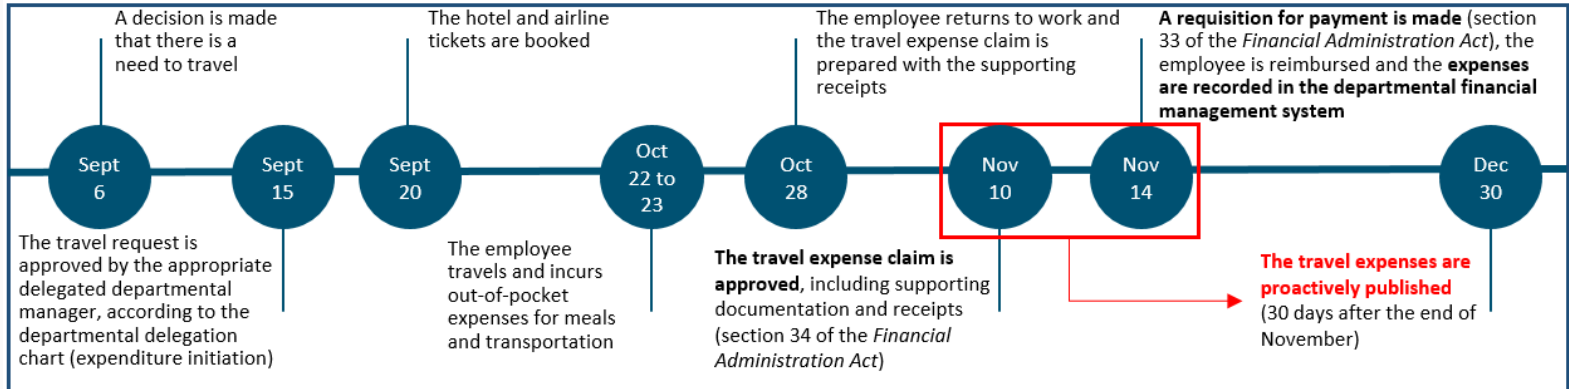 A decision is made
that there is a
need to travel
The hotel and airline
tickets are booked
The employee returns to work and
the travel expense claim is
prepared with the supporting
receipts
A requisition for payment is made (section
33 of the Financial Administration Act), the
employee is reimbursed and the expenses
are recorded in the departmental financial
management system
Sept
6
Sept
15
Sept
20
Oct
22 to
23
Oct
28
Nov
10
Nov
14
Dec
30
The travel request is
approved by the appropriate
delegated departmental
manager, according to the
departmental delegation
chart (expenditure initiation)
The employee
travels and incurs
out-of-pocket
expenses for meals
and transportation
The travel expense claim is
approved, including supporting
documentation and receipts
(section 34 of the Financial
Administration Act)
The travel expenses are
proactively published
(30 days after the end of
November)